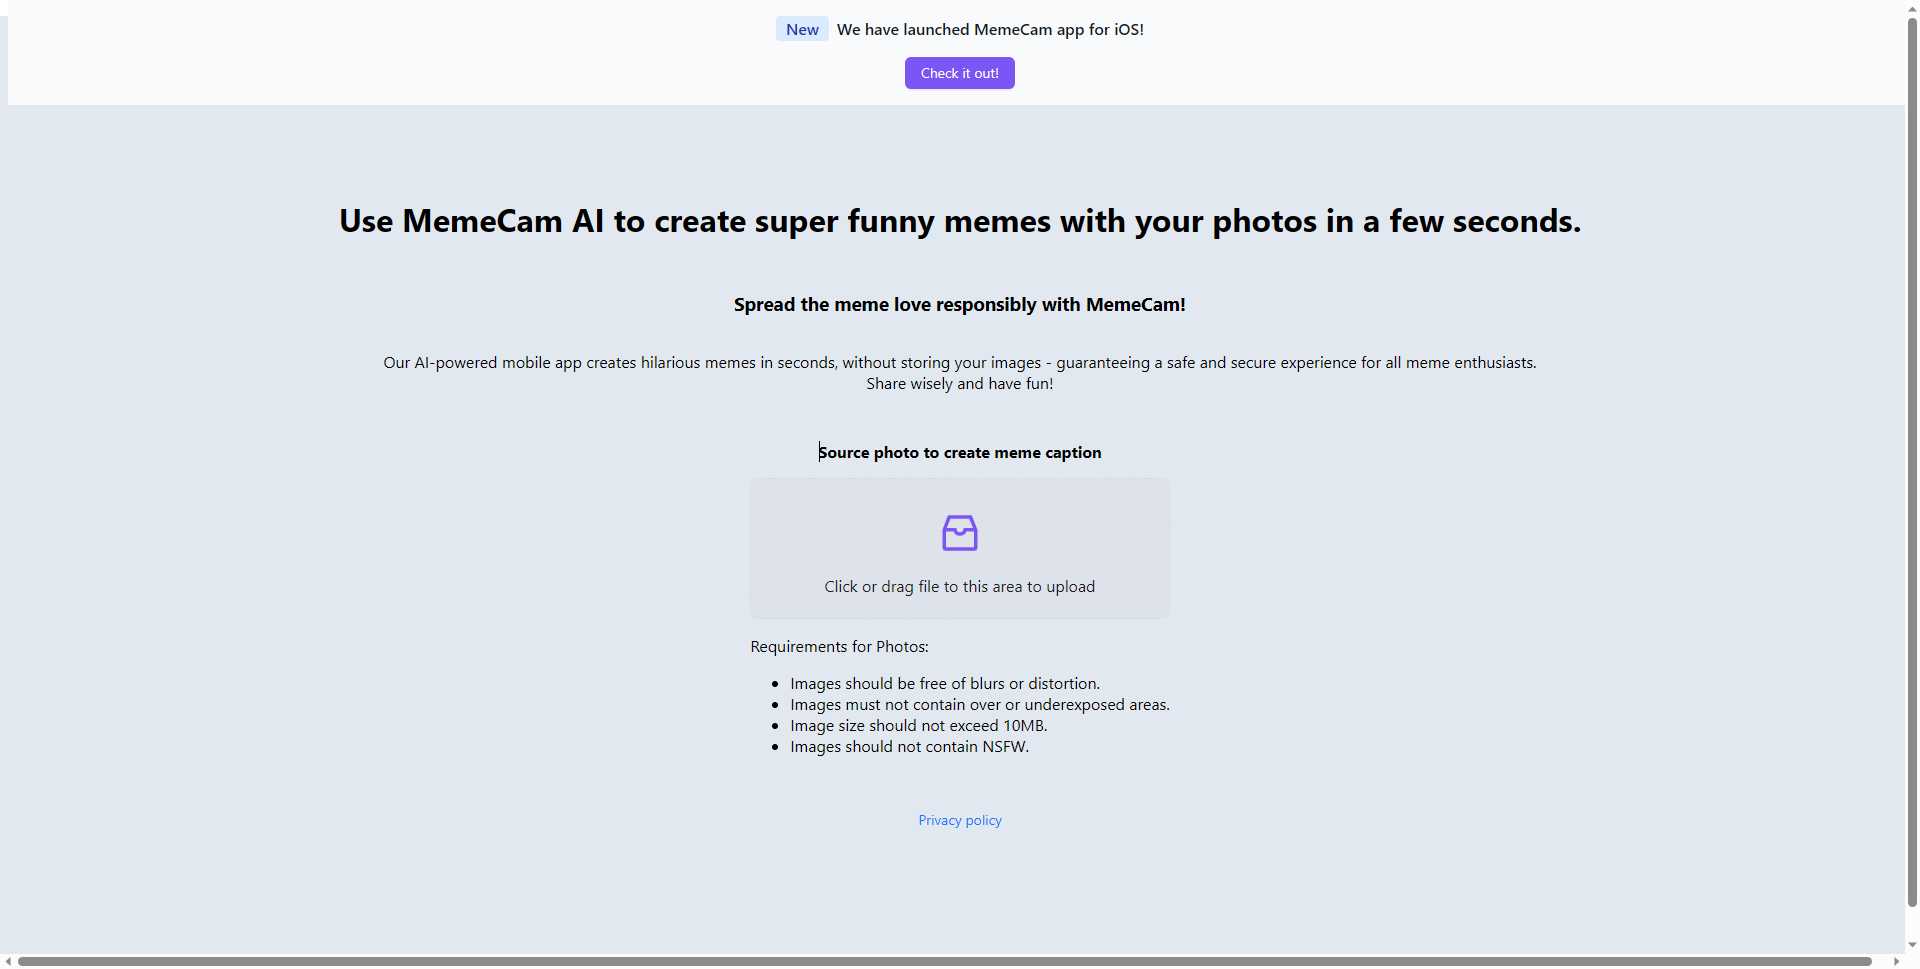 New We have launched MemeCam app for iOS!
Check it out!
Use MemeCam AI to create super funny memes with your photos in a few seconds.
Spread the meme love responsibly with MemeCam!
Our AI-powered mobile app creates hilarious memes in seconds, without storing your images - guaranteeing a safe and secure experience for all meme enthusiasts.
Share wisely and have fun!
Source photo to create meme caption
Click or drag file to this area to upload
Requirements for Photos:
• Images should be free of blurs or distortion.
• Images must not contain over or underexposed areas.
• Image size should not exceed 10MB.
• Images should not contain NSFW.
Privacy policy